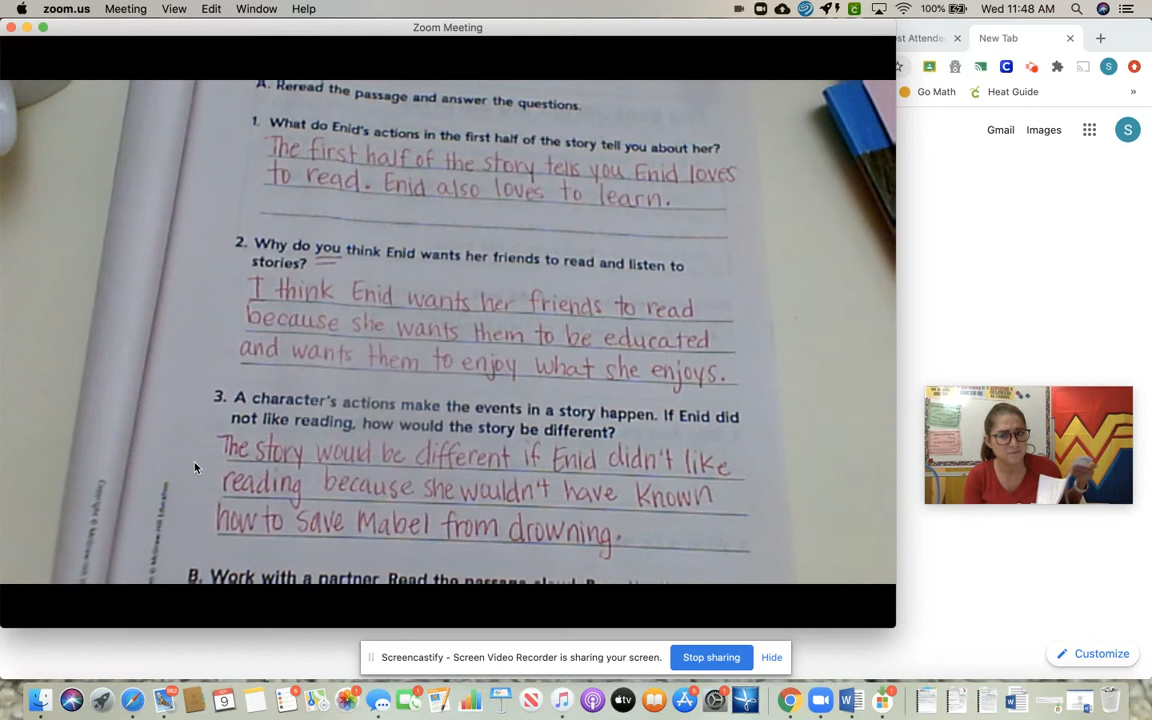 zoom.us Meeting View Edit Window Help 100% Wed 11:48 AM
Zoom Meeting
st Attende
New Tab
Go Math Heat Guide »
Gmail Images S
A. Reread the passage and answer the questions.
1. What do Enid's actions in the first half of the story tell you about her?
The first half of the story tells you Enid loves
to read. Enid also loves to learn.
2. Why do you think Enid wants her friends to read and listen to
stories?
I think Enid wants her friends to read
because she wants them to be educated
and wants them to enjoy what she enjoys.
3. A character's actions make the events in a story happen. If Enid did
not like reading, how would the story be different?
The story would be different if Enid didn't like
reading because she wouldn't have known
how to save Mabel from drowning.
B. Work with a partner. Read the passage aloud.
Copyright © McGraw-Hill Education
Screencastify - Screen Video Recorder is sharing your screen. Stop sharing Hide
Customize